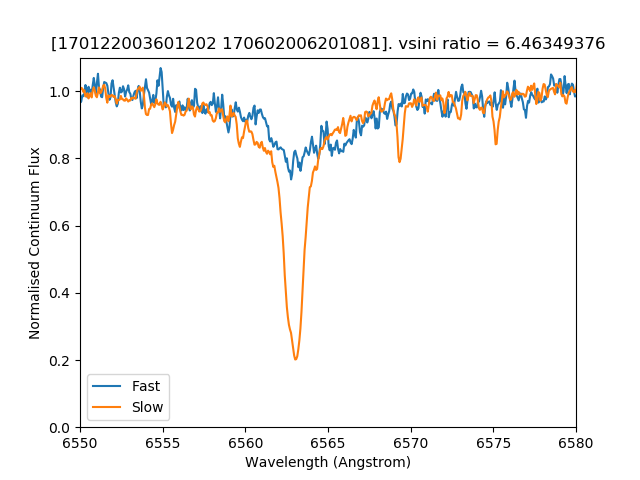 [170122003601202 170602006201081]. vsini ratio = 6.46349376
Normalised Continuum Flux
1.0
0.8
0.6
0.4
0.2
0.0
Fast
Slow
6550 6555 6560 6565 6570 6575 6580
Wavelength (Angstrom)